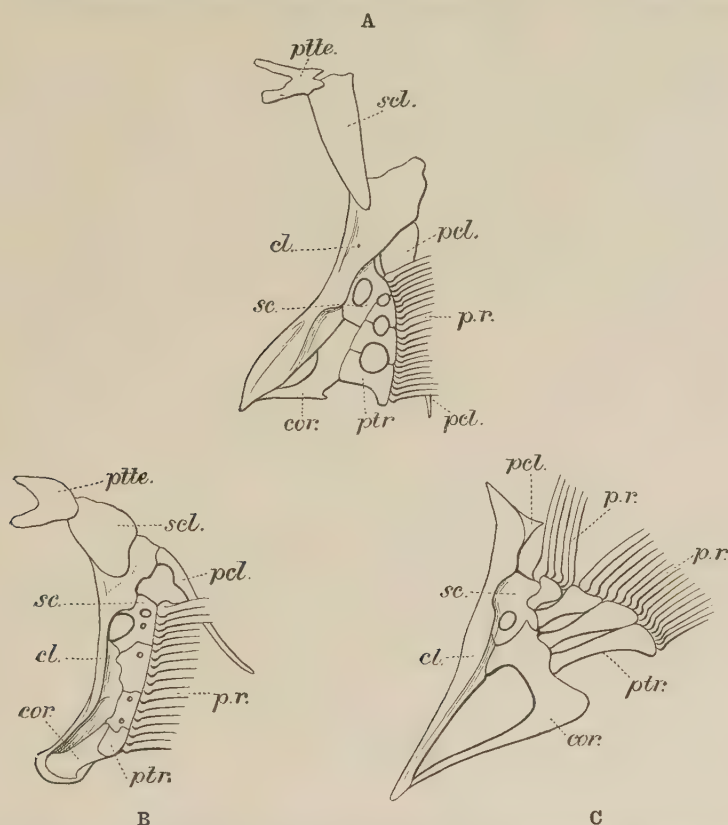 A
ptte.
scl.
cl.
pcl.
sc.
p.r.
cor.
ptr
pcl.
ptte.
scl.
pcl.
sc.
cl.
p.r.
cor.
ptr.
B
pcl.
p.r.
p.r.
sc.
cl.
ptr.
cor.
C